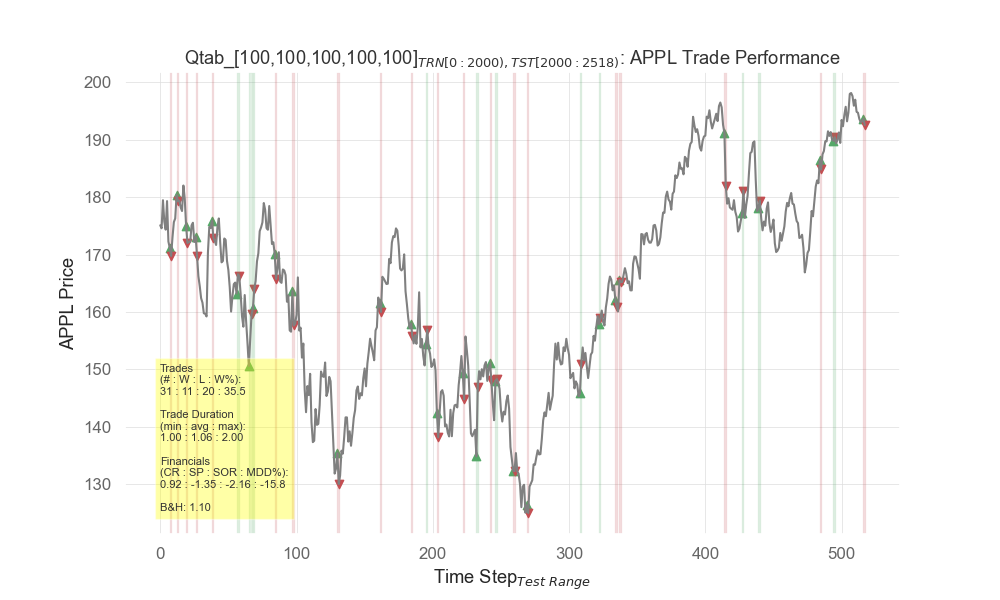 Qtab_[100,100,100,100,100]TRN[0 : 2000), TST[2000 : 2518): APPL Trade Performance
200
190
180
170
160
150
140
130
APPL Price
Trades
(# : W : L : W%):
31 : 11 : 20 : 35.5
Trade Duration
(min : avg : max):
1.00 : 1.06 : 2.00
Financials
(CR : SP : SOR : MDD%):
0.92 : -1.35 : -2.16 : -15.8
B&H: 1.10
0 100 200 300 400 500
Time StepTest Range